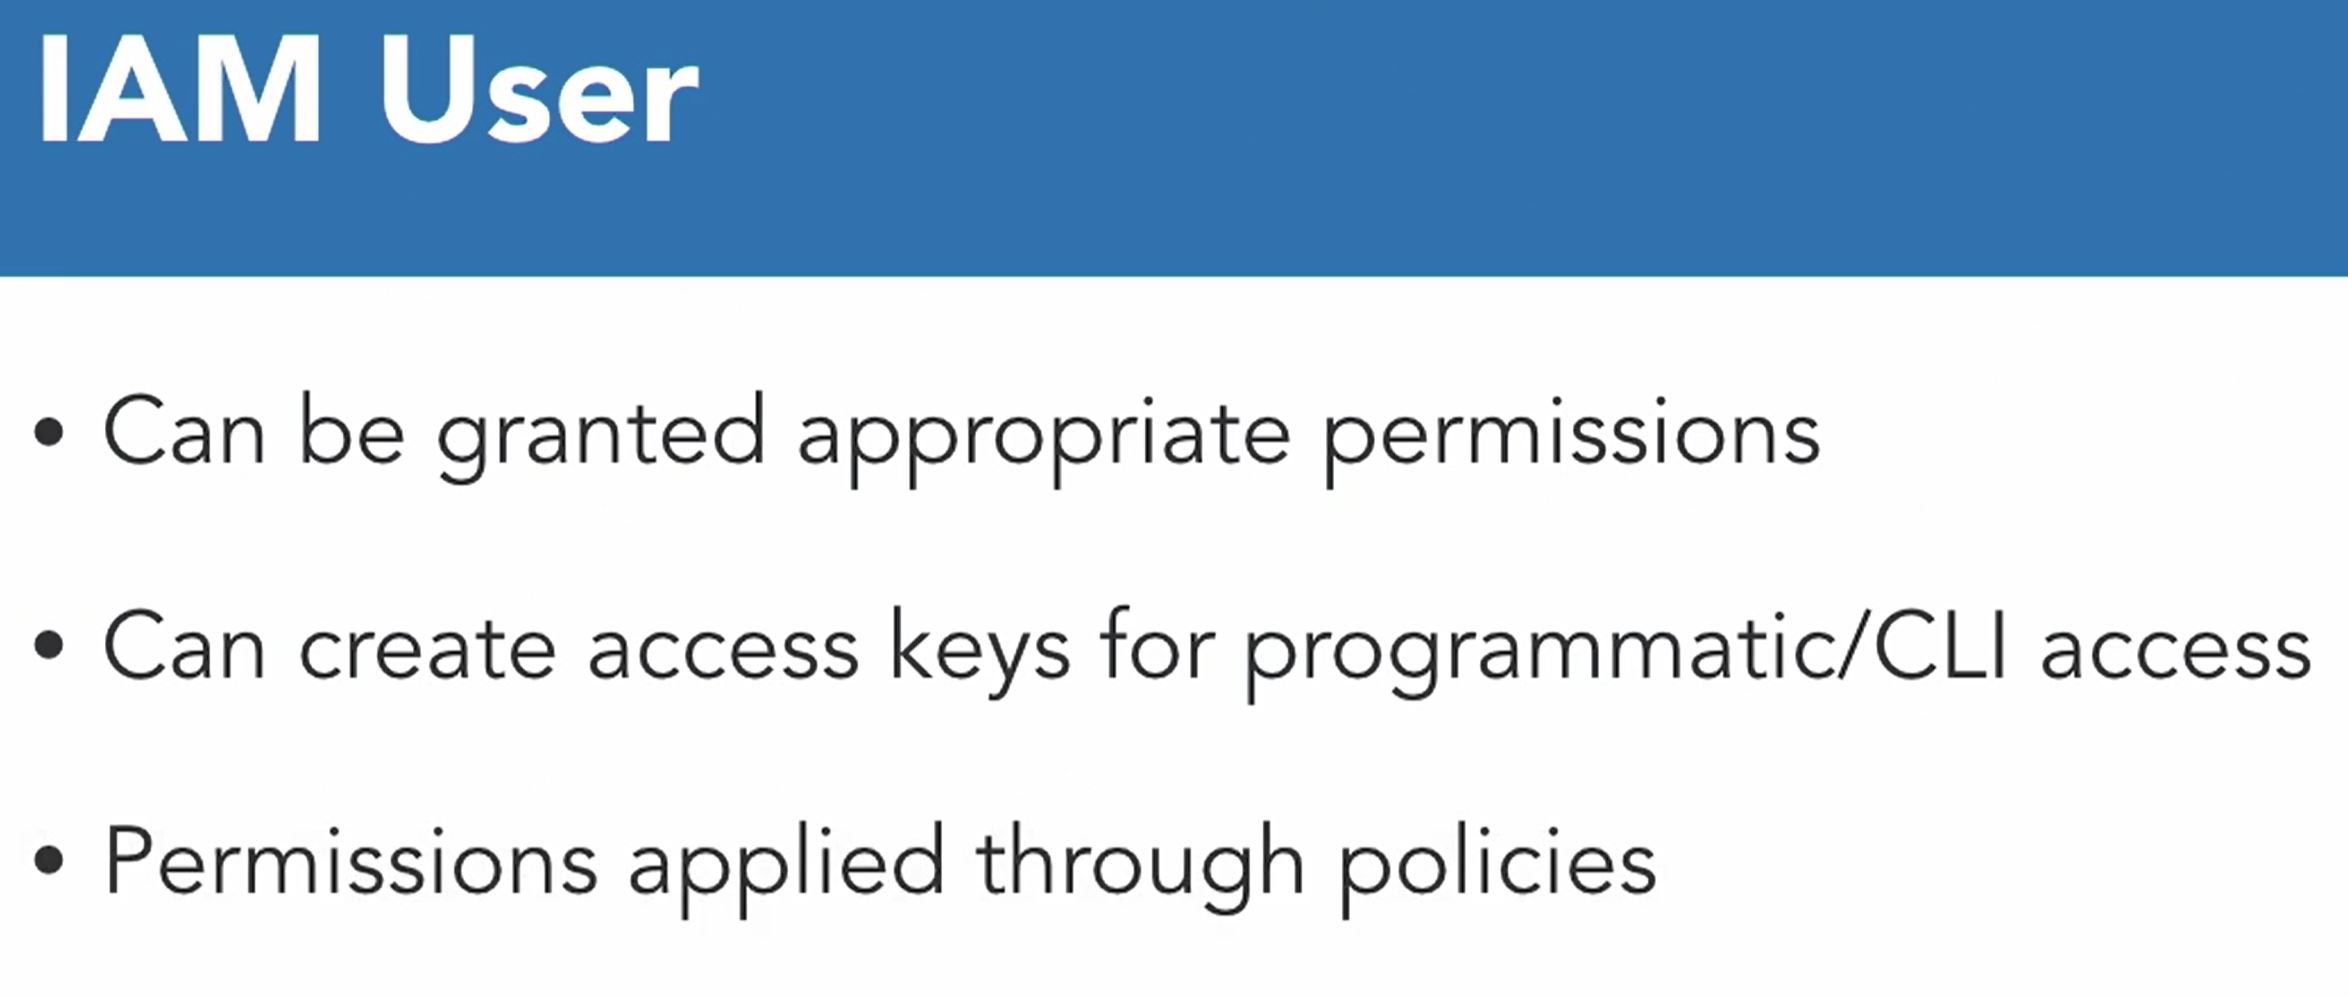 IAM User
• Can be granted appropriate permissions
• Can create access keys for programmatic/CLI access
• Permissions applied through policies